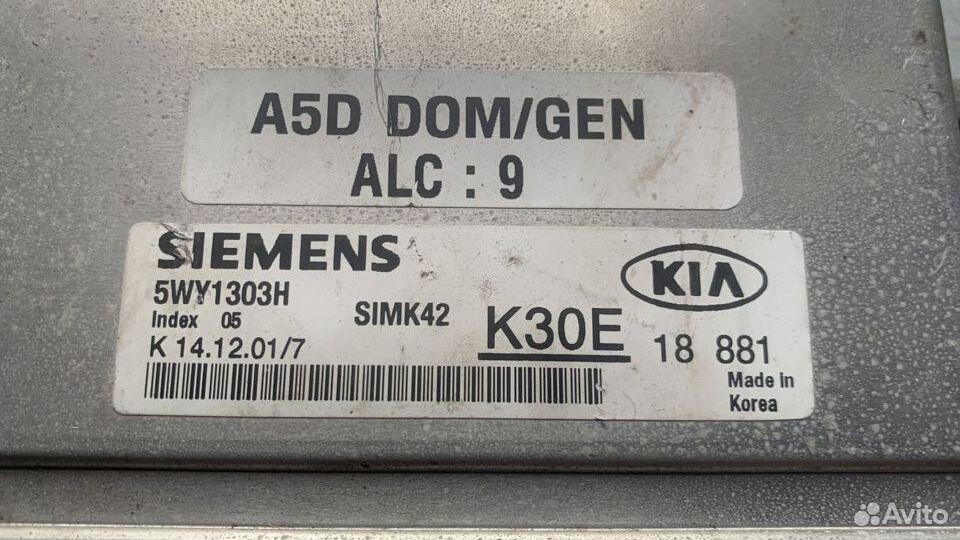 A5D DOM/GEN
ALC : 9
SIEMENS
KIA
5WY1303H
Index 05
SIMK42
K30E
18 881
K 14.12.01/7
Made in
Korea
Avito